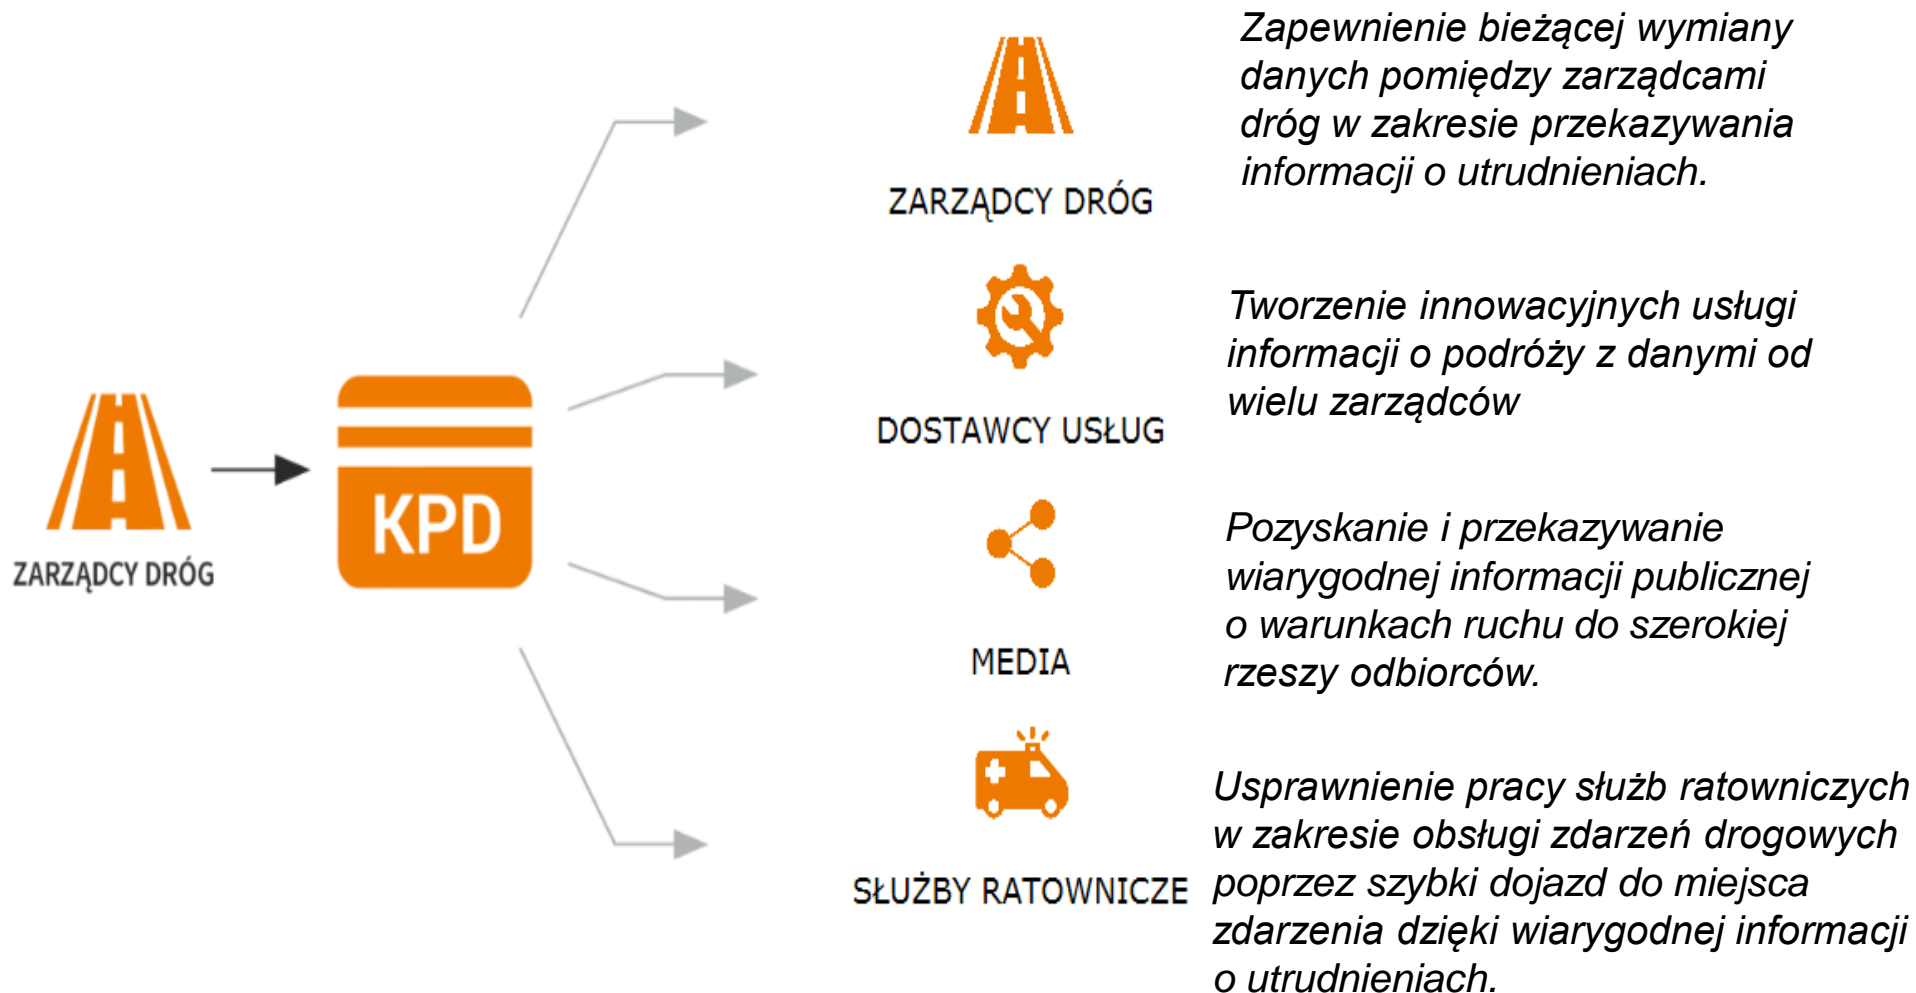 ZARZĄDCY DRÓG
KPD
ZARZĄDCY DRÓG
Zapewnienie bieżącej wymiany
danych pomiędzy zarządcami
dróg w zakresie przekazywania
informacji o utrudnieniach.
DOSTAWCY USŁUG
Tworzenie innowacyjnych usługi
informacji o podróży z danymi od
wielu zarządców
MEDIA
Pozyskanie i przekazywanie
wiarygodnej informacji publicznej
o warunkach ruchu do szerokiej
rzeszy odbiorców.
SŁUŻBY RATOWNICZE
Usprawnienie pracy służb ratowniczych
w zakresie obsługi zdarzeń drogowych
poprzez szybki dojazd do miejsca
zdarzenia dzięki wiarygodnej informacji
o utrudnieniach.